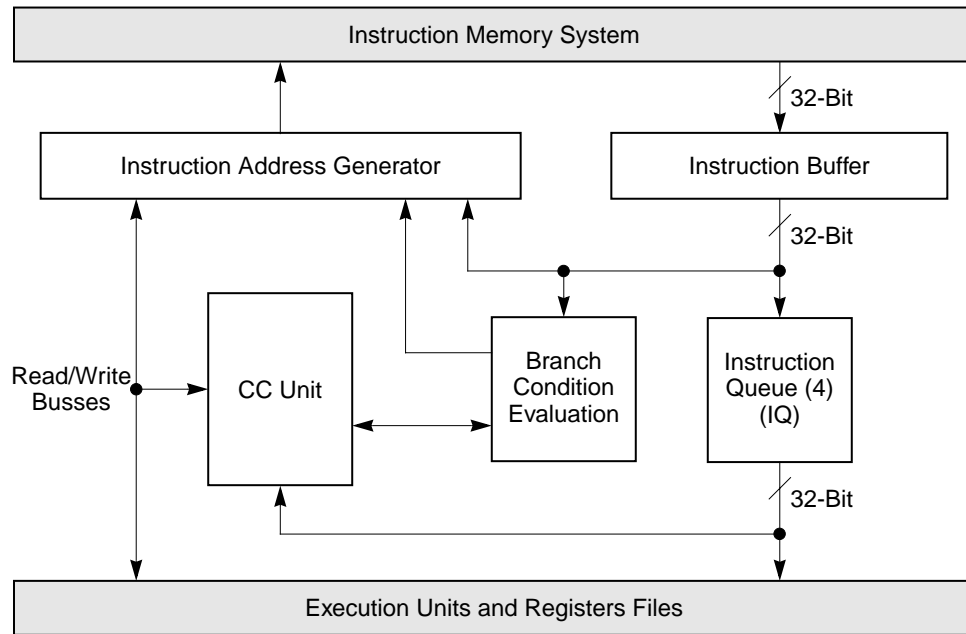 Instruction Memory System
32-Bit
Instruction Address Generator
Instruction Buffer
32-Bit
Read/Write
Busses
CC Unit
Branch
Condition
Evaluation
Instruction
Queue (4)
(IQ)
32-Bit
Execution Units and Registers Files